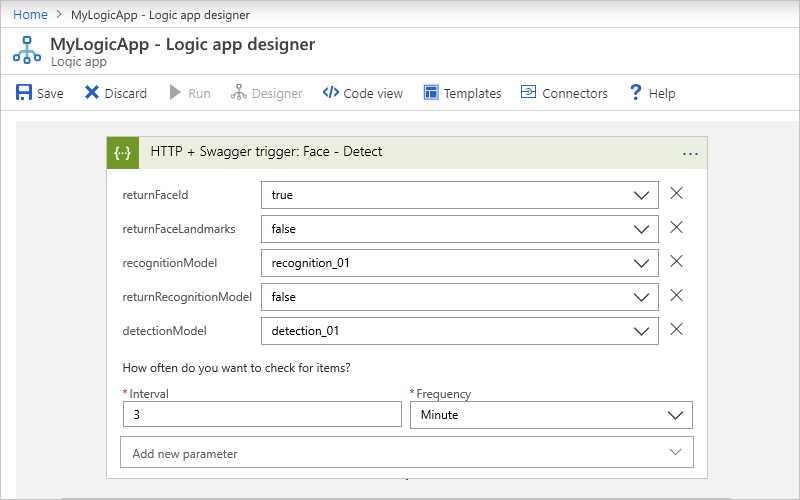 Home > MyLogicApp - Logic app designer
MyLogicApp - Logic app designer
Logic app
Save Discard Run Designer Code view Templates Connectors Help
HTTP + Swagger trigger: Face - Detect ...
returnFaceId true
returnFaceLandmarks false
recognitionModel recognition_01
returnRecognitionModel false
detectionModel detection_01
How often do you want to check for items?
*Interval *Frequency
3 Minute
Add new parameter